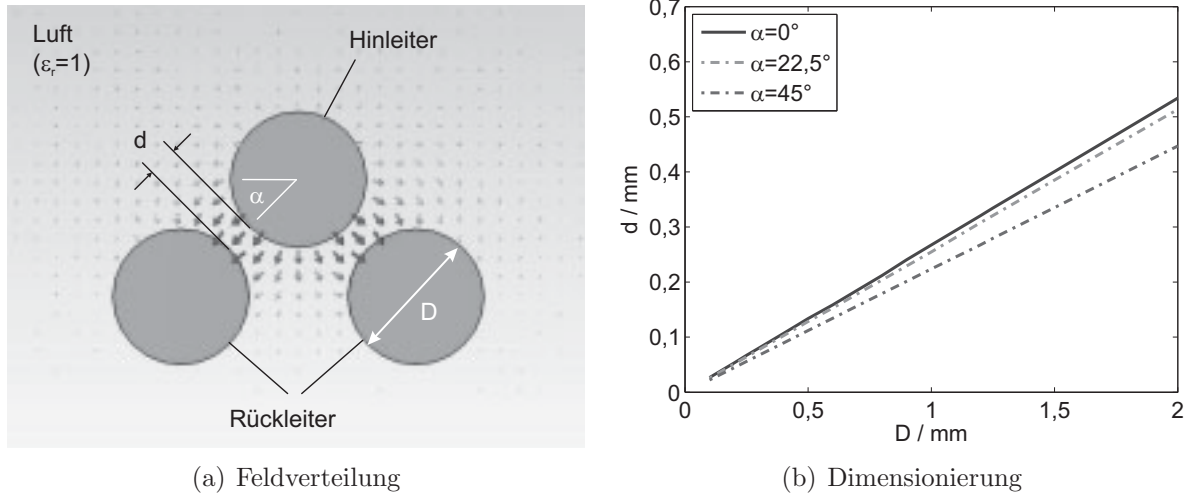 Luft
(εr=1)
Hinleiter
d
α
D
Rückleiter
(a) Feldverteilung
0,7
0,6
0,5
0,4
0,3
0,2
0,1
0
d / mm
α=0°
α=22,5°
α=45°
0 0,5 1 1,5 2
D / mm
(b) Dimensionierung